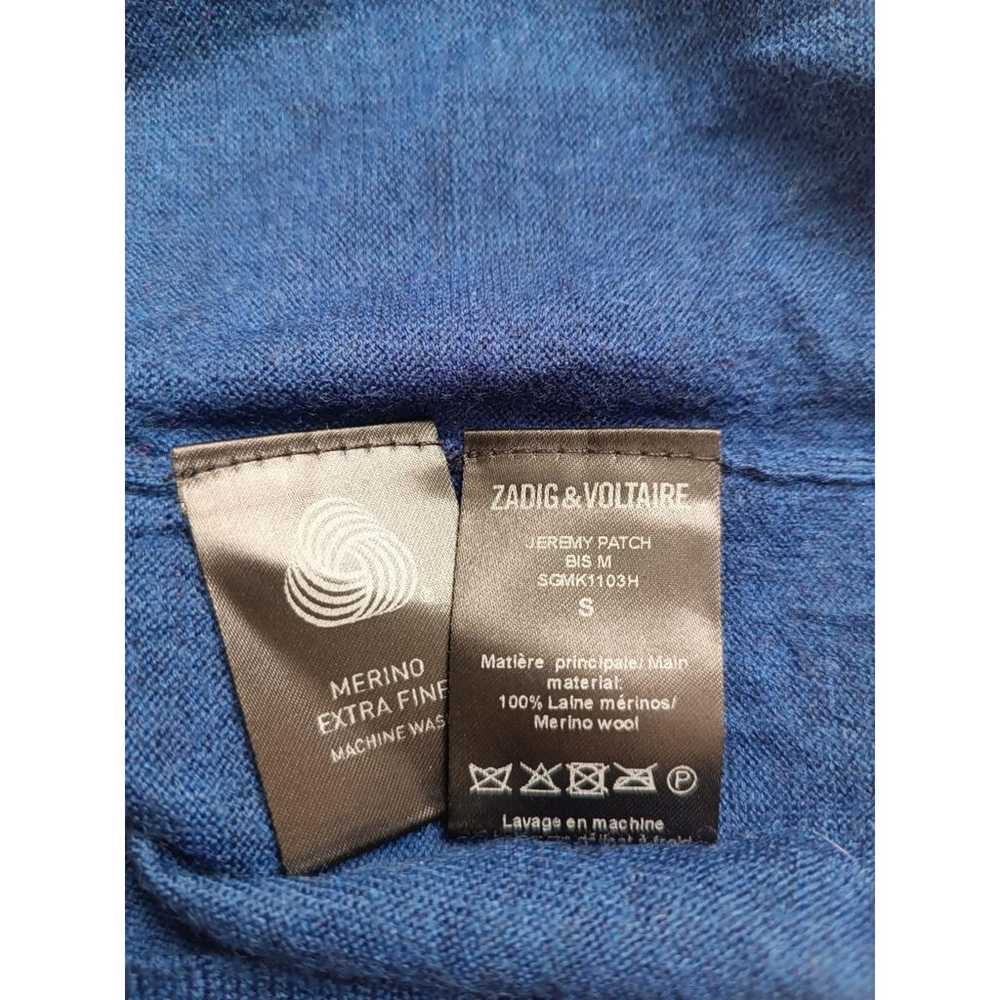 MERINO
EXTRA FINE
MACHINE WAS
ZADIG&VOLTAIRE
JEREMY PATCH
BIS M
SGMK1103H
S
Matière principale/ Main
material:
100% Laine mérinos/
Merino wool
P
Lavage en machine